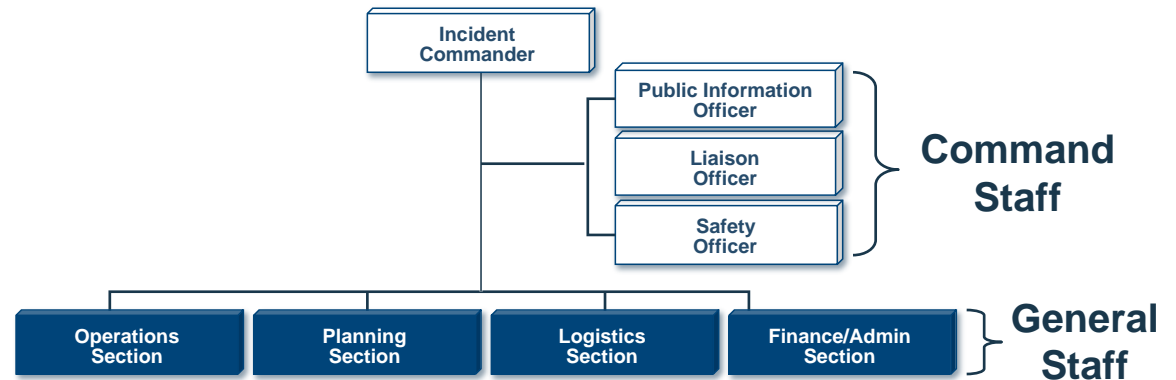 Incident
Commander
Public Information
Officer
Liaison
Officer
Safety
Officer
Command
Staff
Operations
Section
Planning
Section
Logistics
Section
Finance/Admin
Section
General
Staff